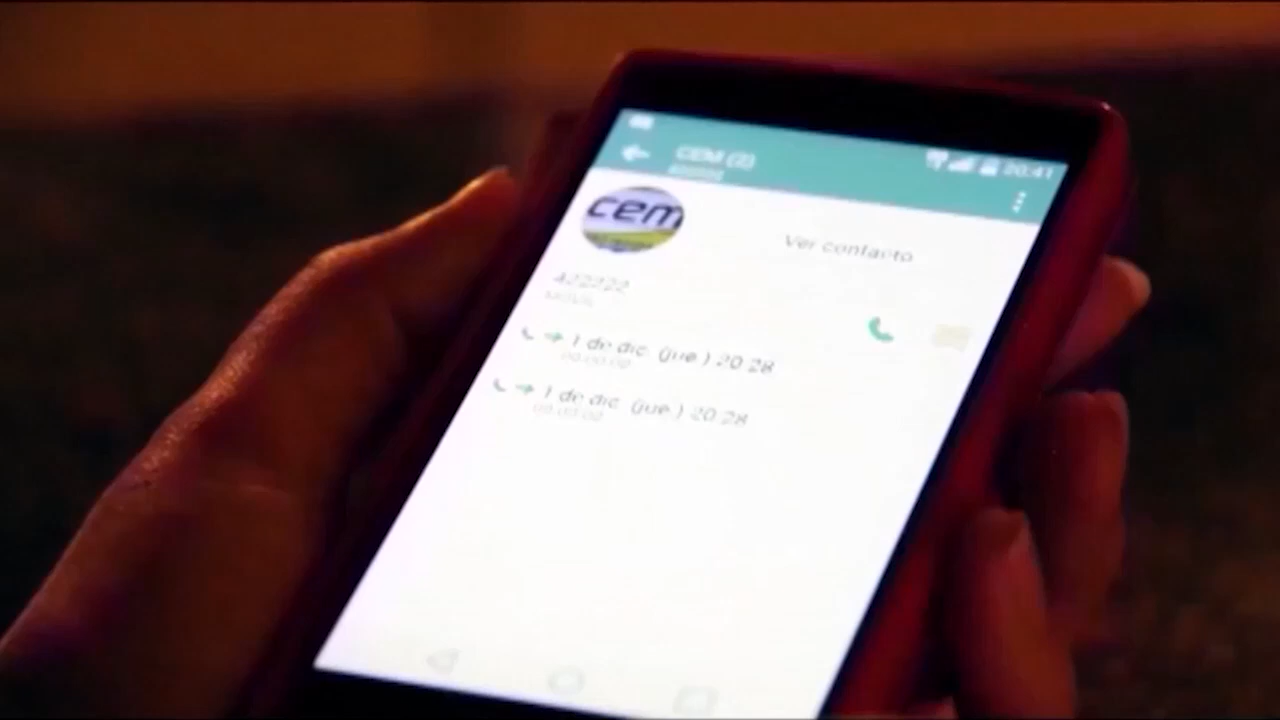 20:41
CEM (2)
cem
Ver contacto
422222
MÓVIL
1 de dic. (jue.) 20:28
1 de dic. (jue.) 20:28